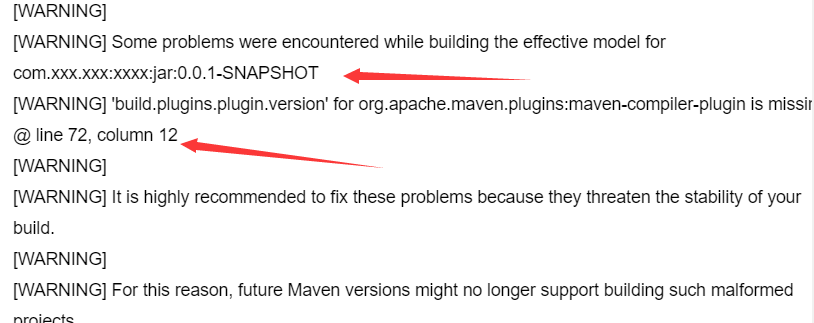 [WARNING]
[WARNING] Some problems were encountered while building the effective model for
com.xxx.xxx:xxxx:jar:0.0.1-SNAPSHOT
[WARNING] 'build.plugins.plugin.version' for org.apache.maven.plugins:maven-compiler-plugin is missin
@ line 72, column 12
[WARNING]
[WARNING] It is highly recommended to fix these problems because they threaten the stability of your
build.
[WARNING]
[WARNING] For this reason, future Maven versions might no longer support building such malformed
projects.